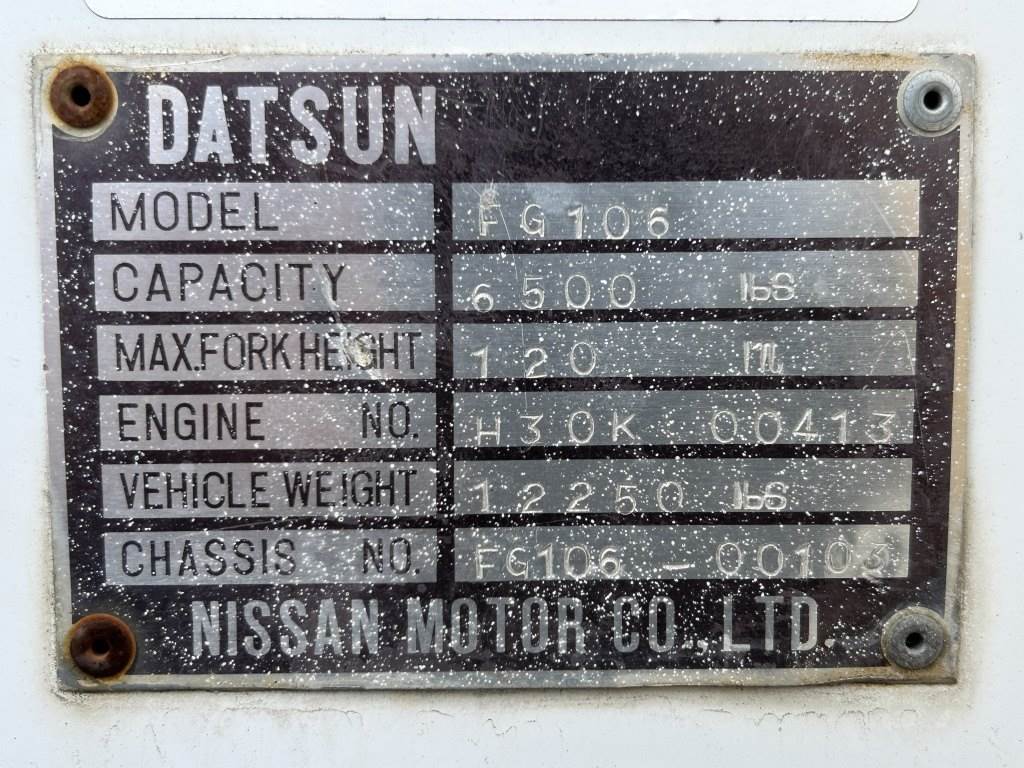 DATSUN
MODEL FG106
CAPACITY 6500 lbs
MAX.FORK HEIGHT 120 in
ENGINE NO. H30K 00413
VEHICLE WEIGHT 12250 lbs
CHASSIS NO. FG106 - 00103
NISSAN MOTOR CO.,LTD.